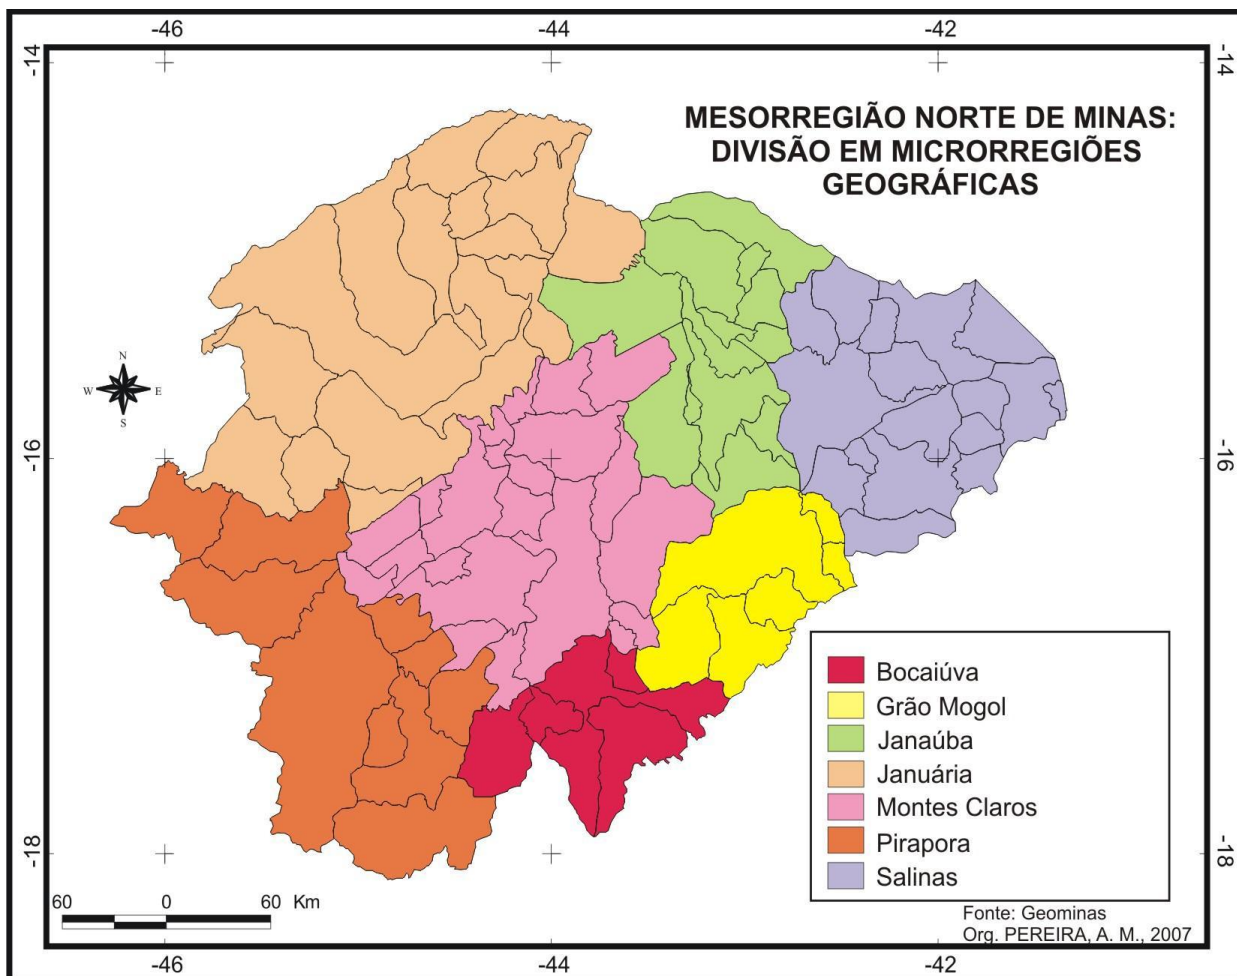 -46 -44 -42
-14 -14
MESORREGIÃO NORTE DE MINAS:
DIVISÃO EM MICRORREGIÕES
GEOGRÁFICAS
N
W E
S
-16 -16
Bocaiúva
Grão Mogol
Janaúba
Januária
Montes Claros
Pirapora
Salinas
-18 -18
60 0 60 Km
Fonte: Geominas
Org. PEREIRA, A. M., 2007
-46 -44 -42